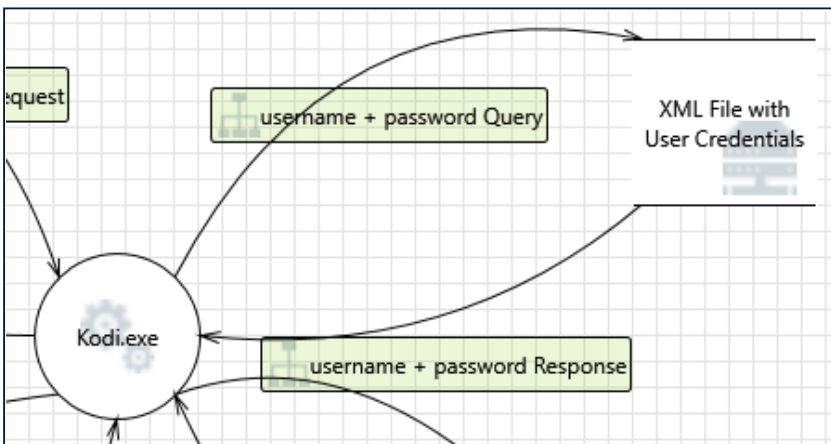 equest
username + password Query
XML File with
User Credentials
Kodi.exe
username + password Response